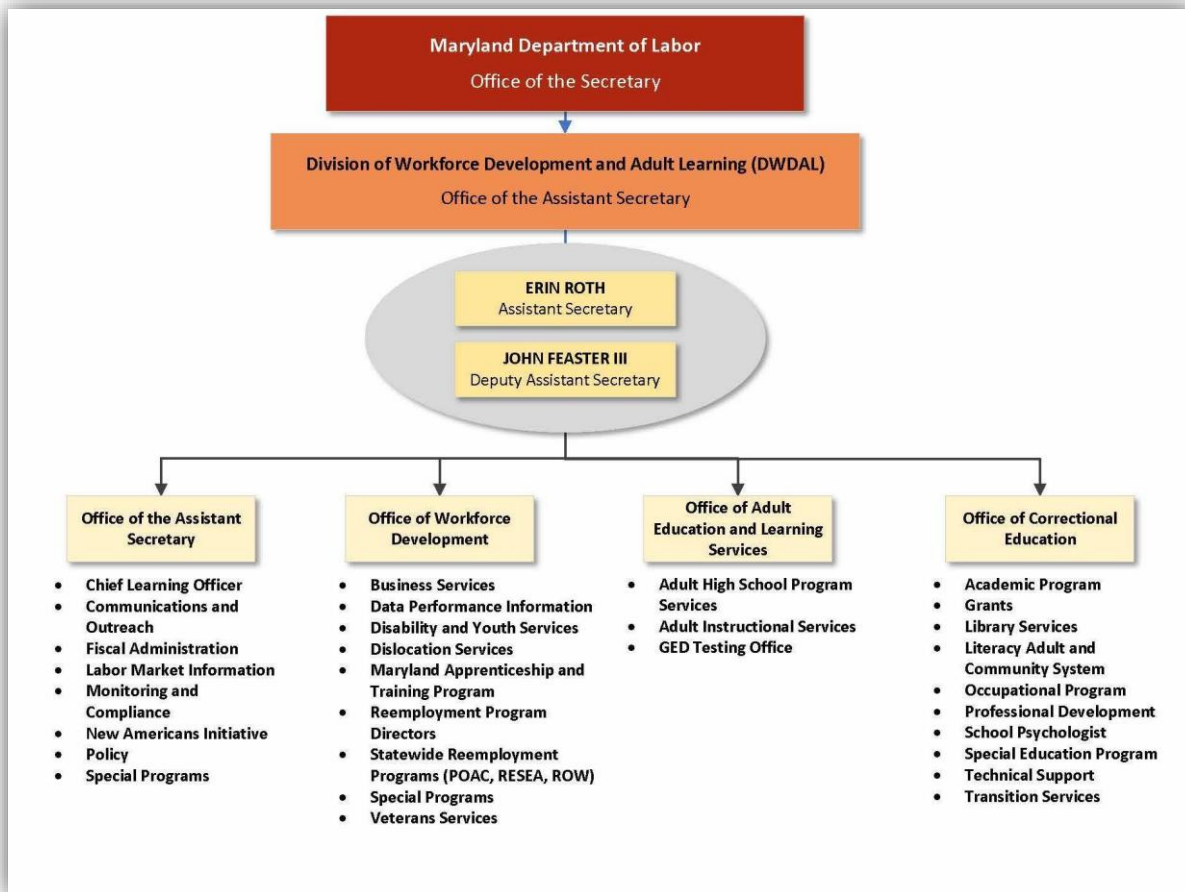 Maryland Department of Labor
Office of the Secretary
Division of Workforce Development and Adult Learning (DWDAL)
Office of the Assistant Secretary
ERIN ROTH
Assistant Secretary
JOHN FEASTER III
Deputy Assistant Secretary
Office of the Assistant
Secretary
• Chief Learning Officer
• Communications and
Outreach
• Fiscal Administration
• Labor Market Information
• Monitoring and
Compliance
• New Americans Initiative
• Policy
• Special Programs
Office of Workforce
Development
• Business Services
• Data Performance Information
• Disability and Youth Services
• Dislocation Services
• Maryland Apprenticeship and
Training Program
• Reemployment Program
Directors
• Statewide Reemployment
Programs (POAC, RESEA, ROW)
• Special Programs
• Veterans Services
Office of Adult
Education and Learning
Services
• Adult High School Program
Services
• Adult Instructional Services
• GED Testing Office
Office of Correctional
Education
• Academic Program
• Grants
• Library Services
• Literacy Adult and
Community System
• Occupational Program
• Professional Development
• School Psychologist
• Special Education Program
• Technical Support
• Transition Services